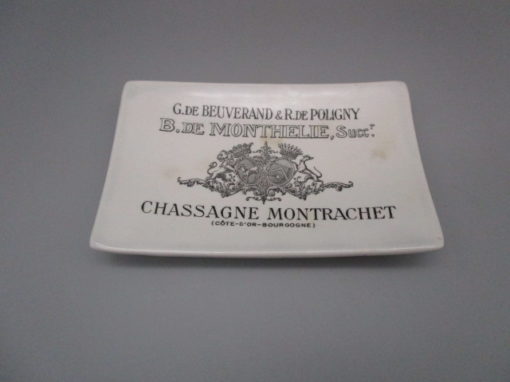 G. DE BEUVERAND & R. DE POLIGNY
B. DE MONTHELIE, Succr
CHASSAGNE MONTRACHET
(CÔTE-D'OR-BOURGOGNE)